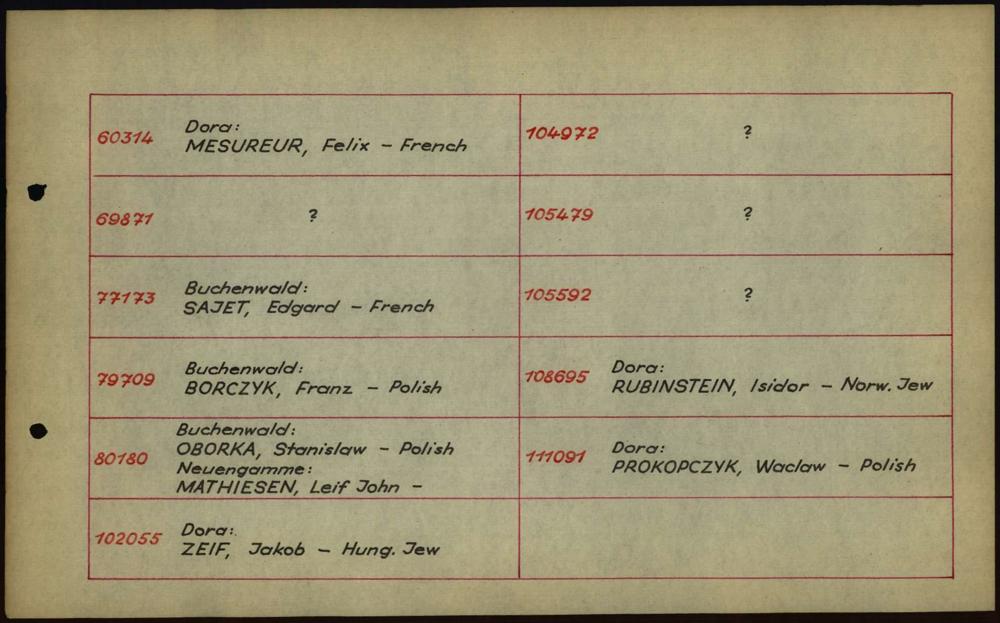 60314
Dora:
MESUREUR, Felix – French
69871
?
77173
Buchenwald:
SAJET, Edgard – French
79709
Buchenwald:
BORCZYK, Franz – Polish
80180
Buchenwald:
OBORKA, Stanislaw – Polish
Neuengamme:
MATHIESEN, Leif John –
102055
Dora:
ZEIF, Jakob – Hung. Jew
104972
?
105479
?
105592
?
108695
Dora:
RUBINSTEIN, Isidor – Norw. Jew
111091
Dora:
PROKOPCZYK, Waclaw – Polish